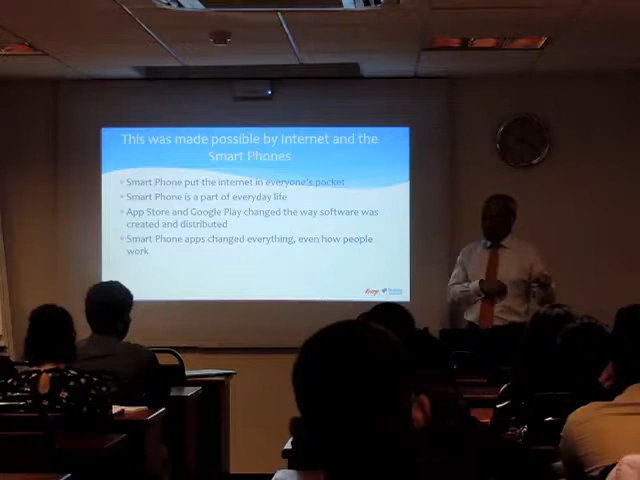 This was made possible by Internet and the
Smart Phones
Smart Phone put the internet in everyone's pocket
Smart Phone is a part of everyday life
App Store and Google Play changed the way software was
created and distributed
Smart Phone apps changed everything, even how people
work